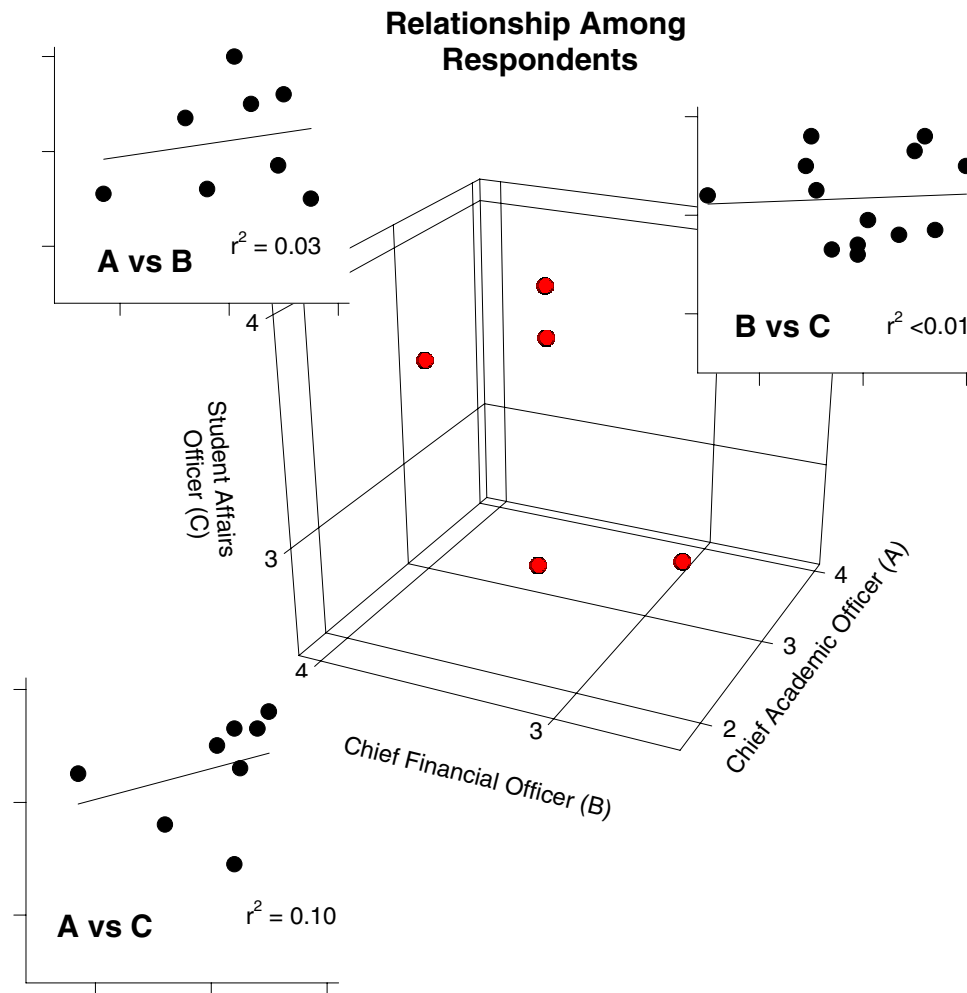 Relationship Among
Respondents
r2 = 0.03
A vs B
B vs C
r2 <0.01
4
Student Affairs
Officer (C)
3
4
3
Chief Financial Officer (B)
4
3
2
Chief Academic Officer (A)
r2 = 0.10
A vs C